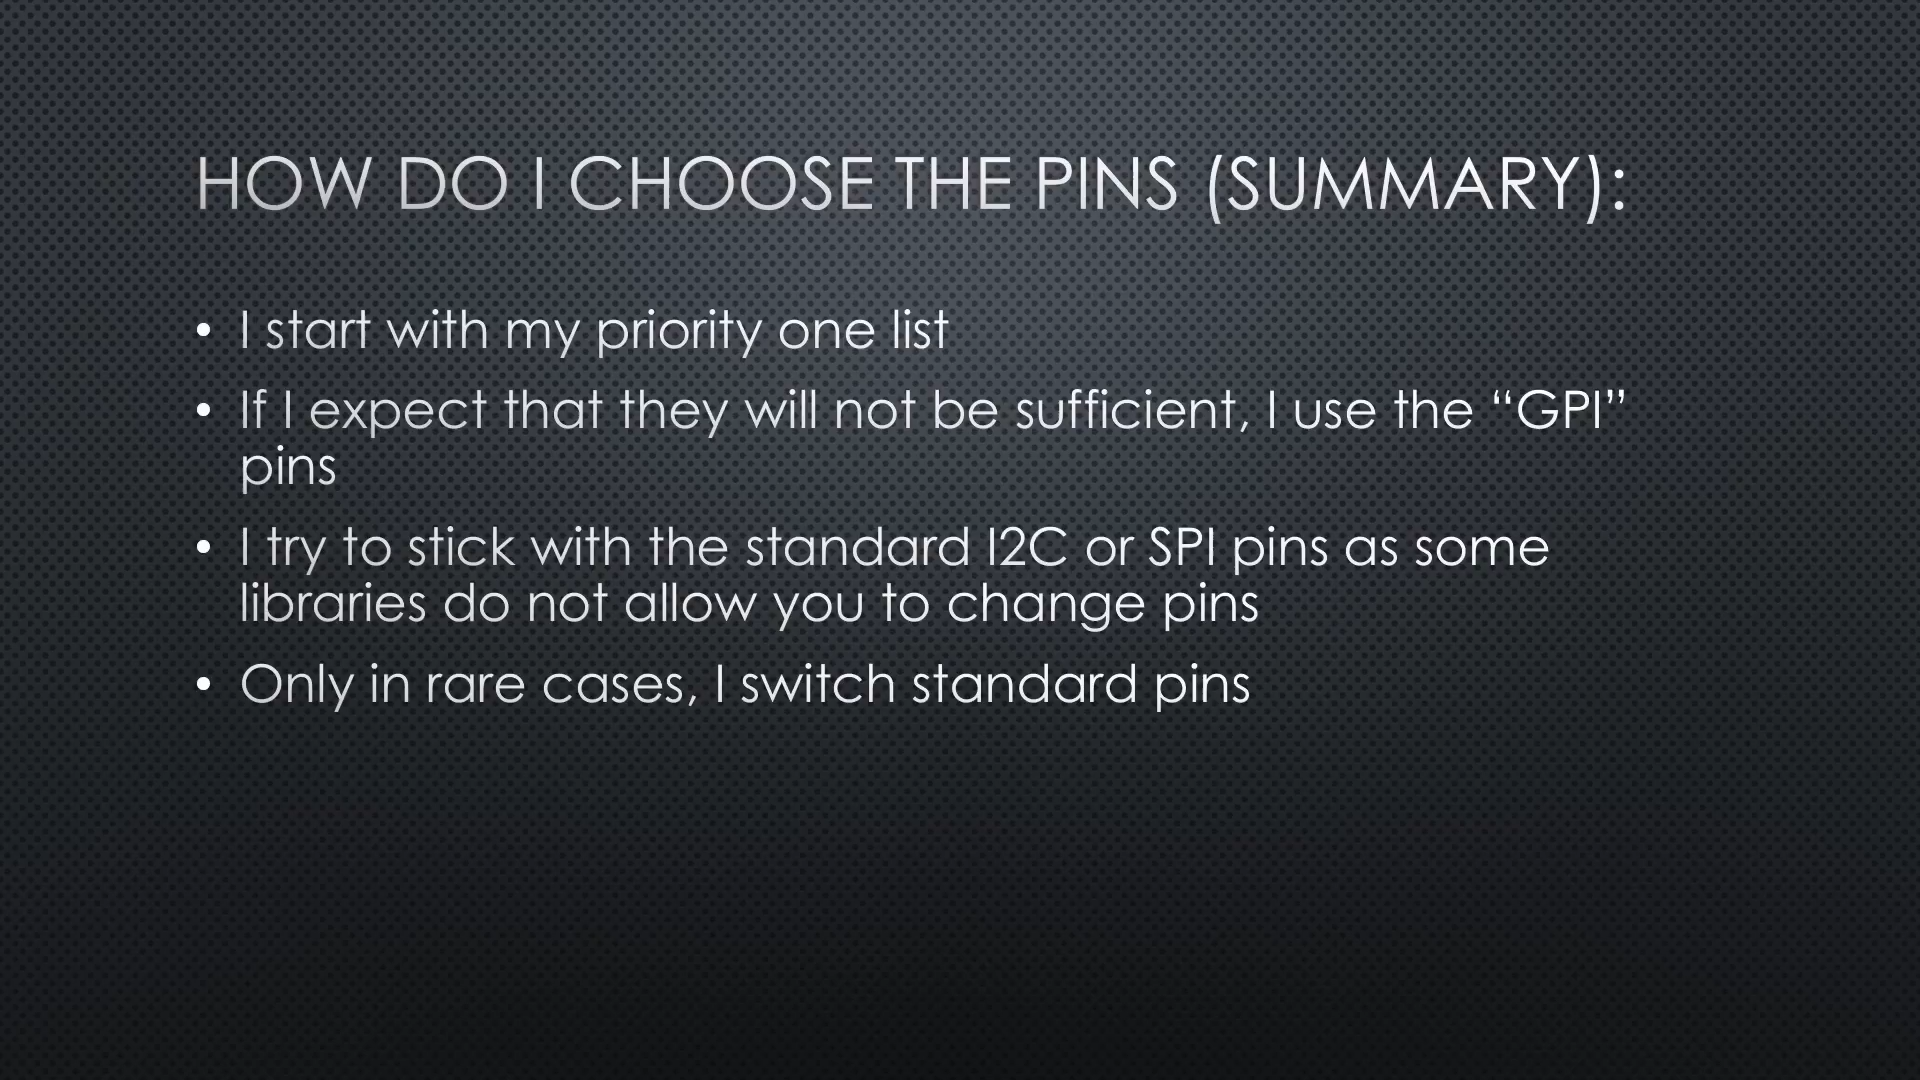 HOW DO I CHOOSE THE PINS (SUMMARY):
• I start with my priority one list
• If I expect that they will not be sufficient, I use the “GPI”
pins
• I try to stick with the standard I2C or SPI pins as some
libraries do not allow you to change pins
• Only in rare cases, I switch standard pins